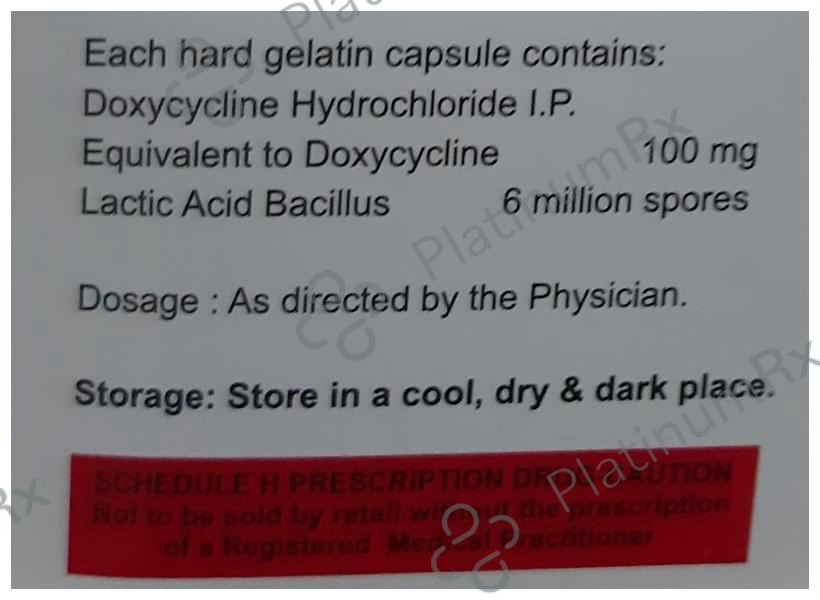 Each hard gelatin capsule contains:
Doxycycline Hydrochloride I.P.
Equivalent to Doxycycline 100 mg
Lactic Acid Bacillus 6 million spores
Dosage : As directed by the Physician.
Storage: Store in a cool, dry & dark place.
SCHEDULE H PRESCRIPTION DRUG CAUTION
Not to be sold by retail without the prescription
of a Registered Medical Practitioner
PlatinumRx
PlatinumRx